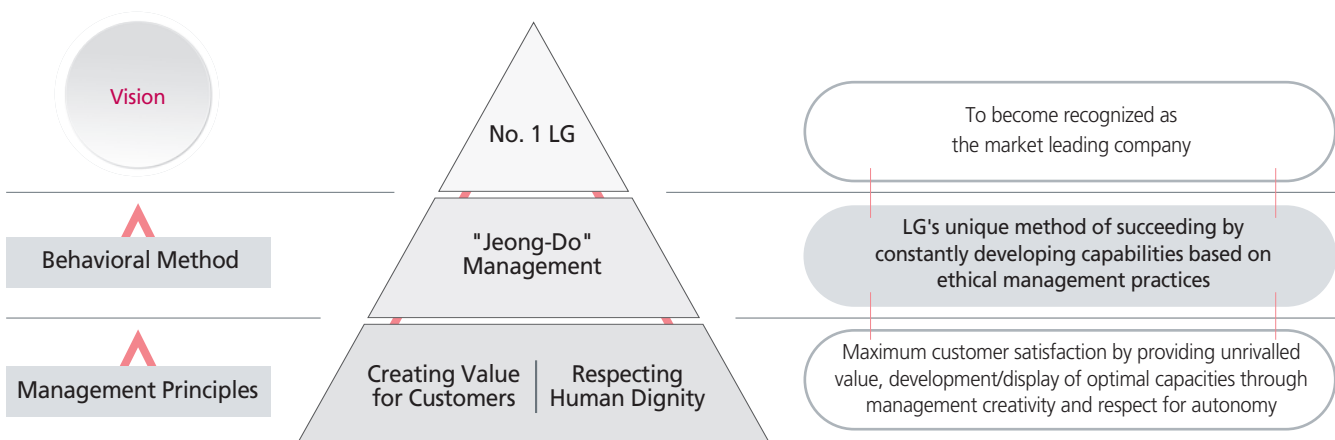 Vision
No. 1 LG
To become recognized as
the market leading company
Behavioral Method
"Jeong-Do"
Management
LG's unique method of succeeding by
constantly developing capabilities based on
ethical management practices
Management Principles
Creating Value
for Customers
Respecting
Human Dignity
Maximum customer satisfaction by providing unrivalled
value, development/display of optimal capacities through
management creativity and respect for autonomy